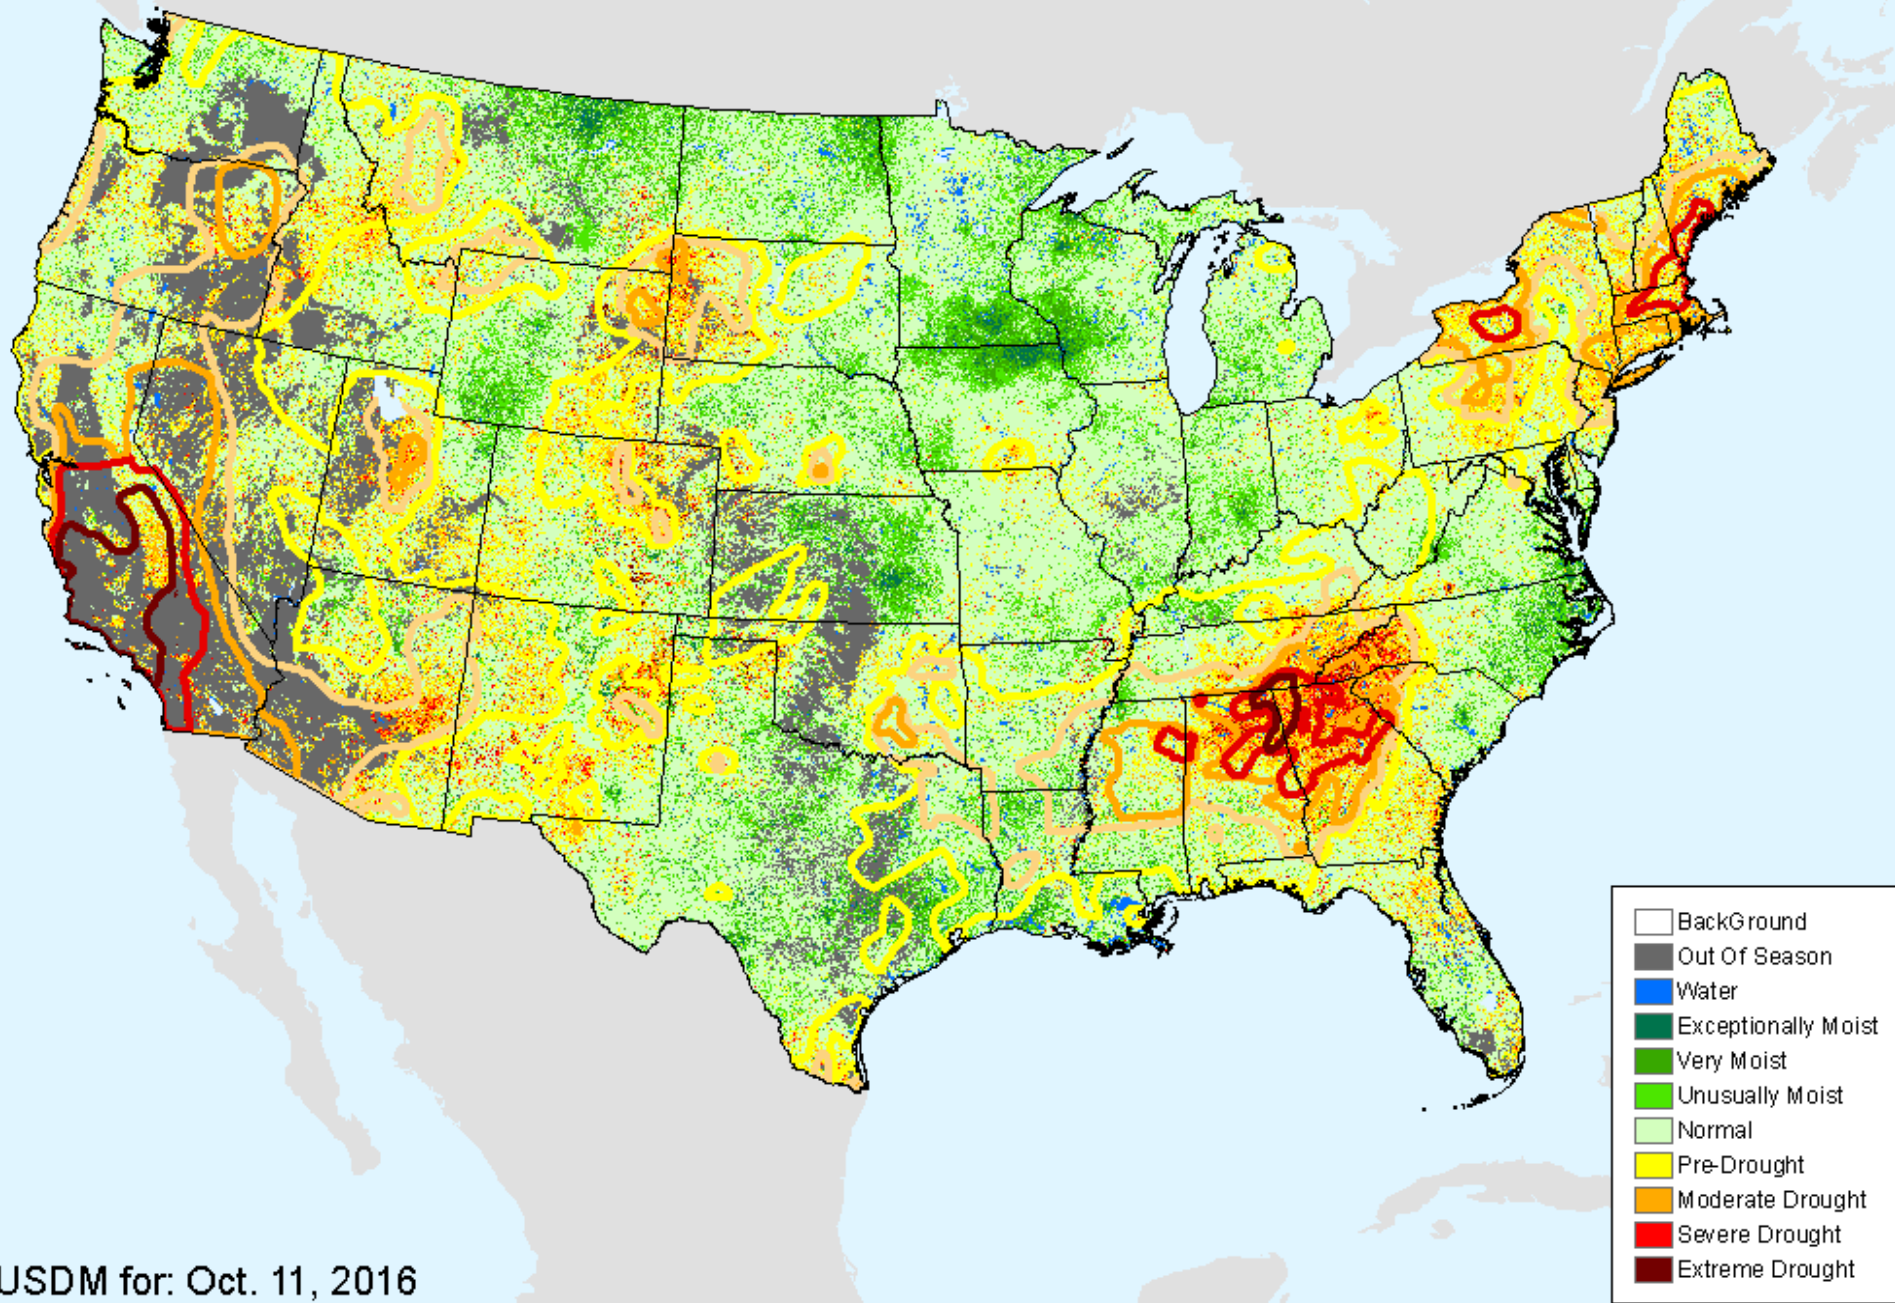 BackGround
Out Of Season
Water
Exceptionally Moist
Very Moist
Unusually Moist
Normal
Pre-Drought
Moderate Drought
Severe Drought
Extreme Drought
USDM for: Oct. 11, 2016